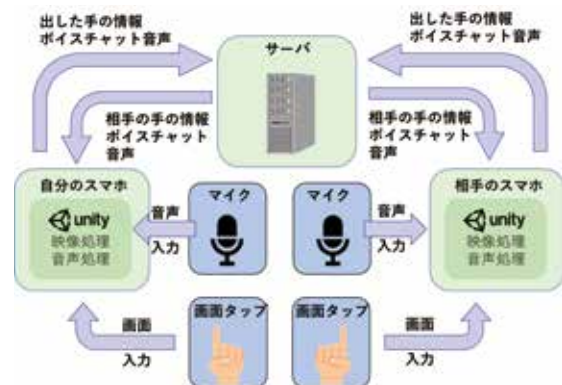 出した手の情報
ボイスチャット音声
サーバ
出した手の情報
ボイスチャット音声
相手の手の情報
ボイスチャット
音声
相手の手の情報
ボイスチャット
音声
自分のスマホ
unity
映像処理
音声処理
音声
入力
マイク
マイク
音声
入力
相手のスマホ
unity
映像処理
音声処理
画面
入力
画面タップ
画面タップ
画面
入力